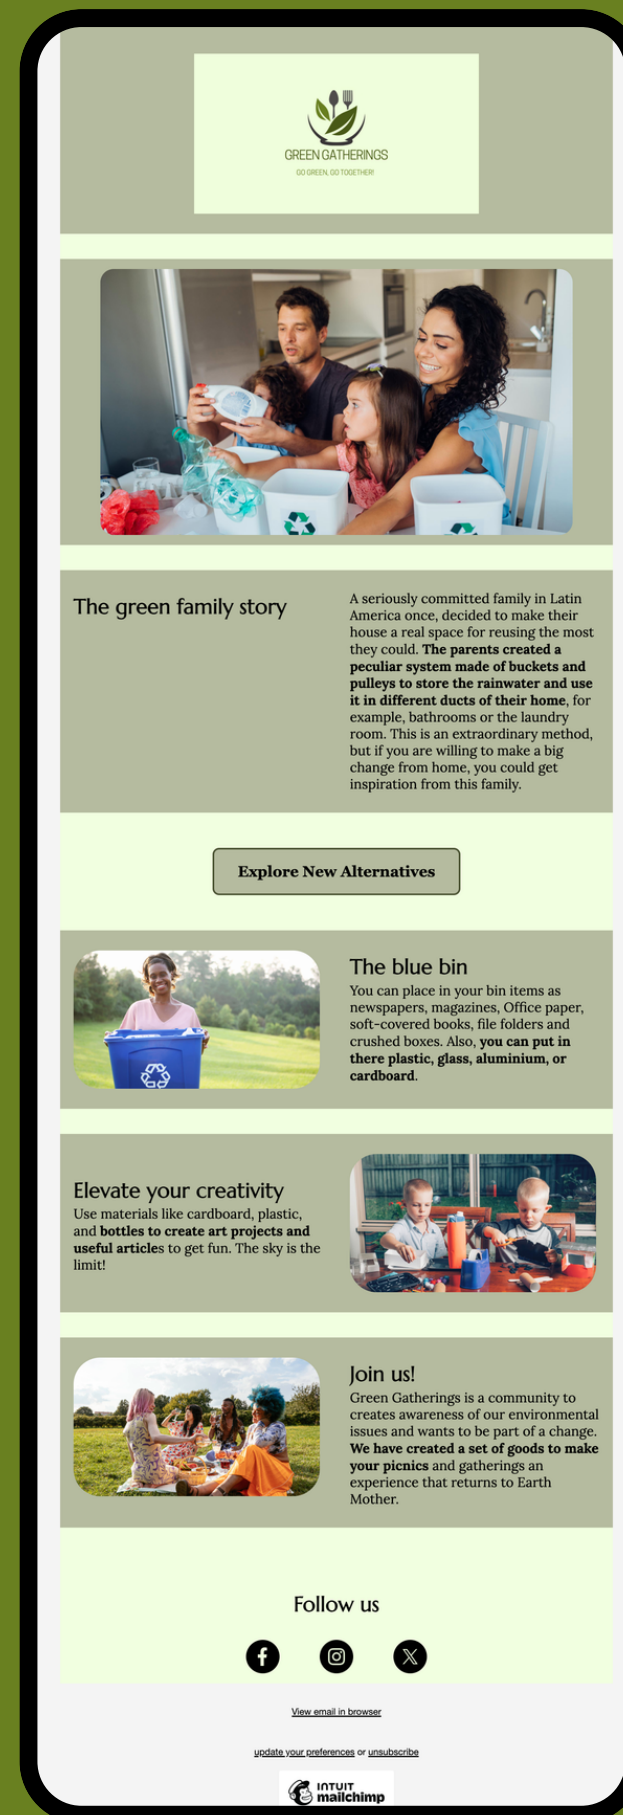 GREEN GATHERINGS
GO GREEN, GO TOGETHER!
The green family story
A seriously committed family in Latin
America once, decided to make their
house a real space for reusing the most
they could. The parents created a
peculiar system made of buckets and
pulleys to store the rainwater and use
it in different ducts of their home, for
example, bathrooms or the laundry
room. This is an extraordinary method,
but if you are willing to make a big
change from home, you could get
inspiration from this family.
Explore New Alternatives
The blue bin
You can place in your bin items as
newspapers, magazines, Office paper,
soft-covered books, file folders and
crushed boxes. Also, you can put in
there plastic, glass, aluminium, or
cardboard.
Elevate your creativity
Use materials like cardboard, plastic,
and bottles to create art projects and
useful articles to get fun. The sky is the
limit!
Join us!
Green Gatherings is a community to
creates awareness of our environmental
issues and wants to be part of a change.
We have created a set of goods to make
your picnics and gatherings an
experience that returns to Earth
Mother.
Follow us
View email in browser
update your preferences or unsubscribe
INTUIT
mailchimp